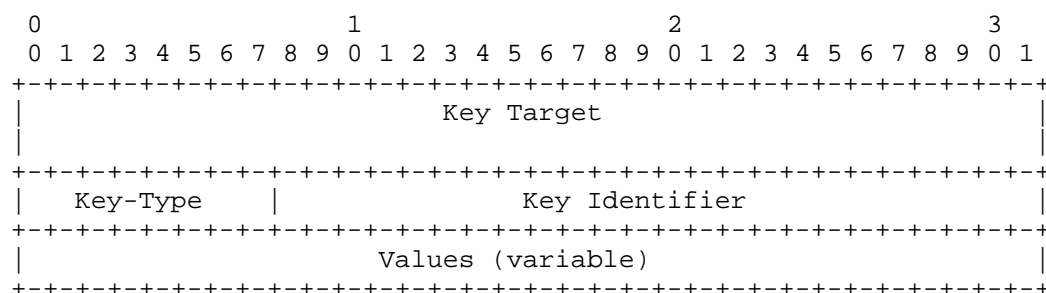 0                   1                   2                   3
 0 1 2 3 4 5 6 7 8 9 0 1 2 3 4 5 6 7 8 9 0 1 2 3 4 5 6 7 8 9 0 1
+-+-+-+-+-+-+-+-+-+-+-+-+-+-+-+-+-+-+-+-+-+-+-+-+-+-+-+-+-+-+-+-+
|                          Key Target                           |
|                                                               |
+-+-+-+-+-+-+-+-+-+-+-+-+-+-+-+-+-+-+-+-+-+-+-+-+-+-+-+-+-+-+-+-+
|   Key-Type    |               Key Identifier                  |
+-+-+-+-+-+-+-+-+-+-+-+-+-+-+-+-+-+-+-+-+-+-+-+-+-+-+-+-+-+-+-+-+
|                      Values (variable)                        |
+-+-+-+-+-+-+-+-+-+-+-+-+-+-+-+-+-+-+-+-+-+-+-+-+-+-+-+-+-+-+-+-+